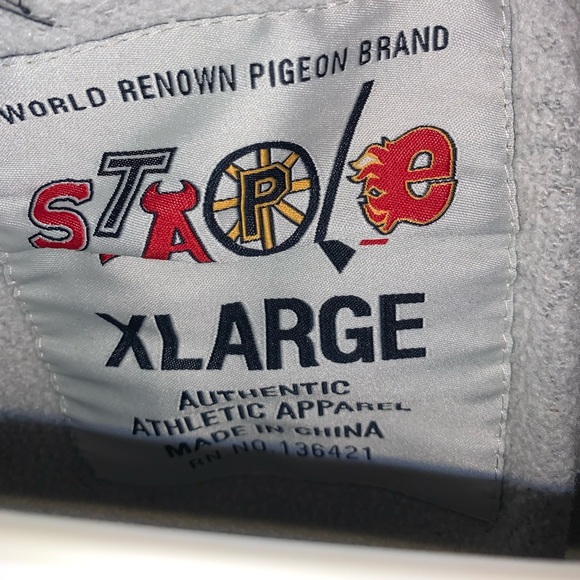 WORLD RENOWN PIGEON BRAND
STAPLe
XLARGE
AUTHENTIC
ATHLETIC APPAREL
MADE IN CHINA
RN NO. 136421